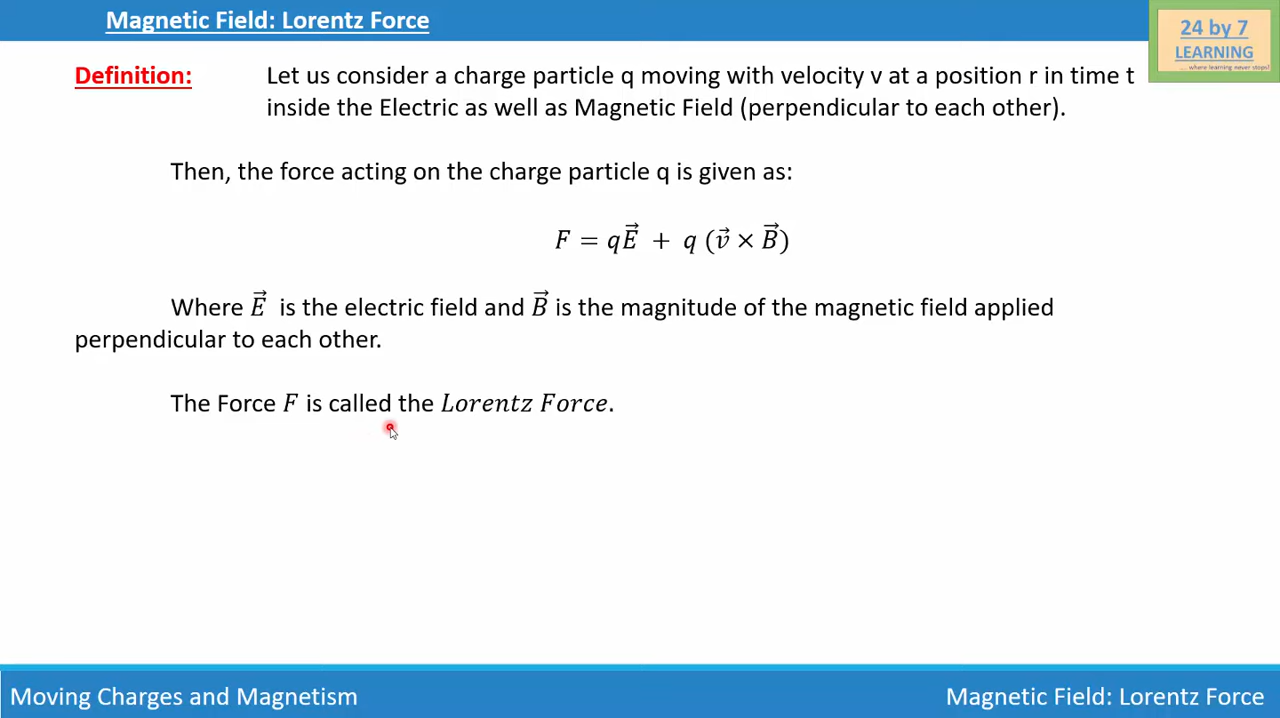 Magnetic Field: Lorentz Force
24 by 7
LEARNING
....where learning never stops!
Definition: Let us consider a charge particle q moving with velocity v at a position r in time t
inside the Electric as well as Magnetic Field (perpendicular to each other).
Then, the force acting on the charge particle q is given as:
F = qE⃗ + q (v⃗ × B⃗)
Where E⃗ is the electric field and B⃗ is the magnitude of the magnetic field applied
perpendicular to each other.
The Force F is called the Lorentz Force.
Moving Charges and Magnetism
Magnetic Field: Lorentz Force